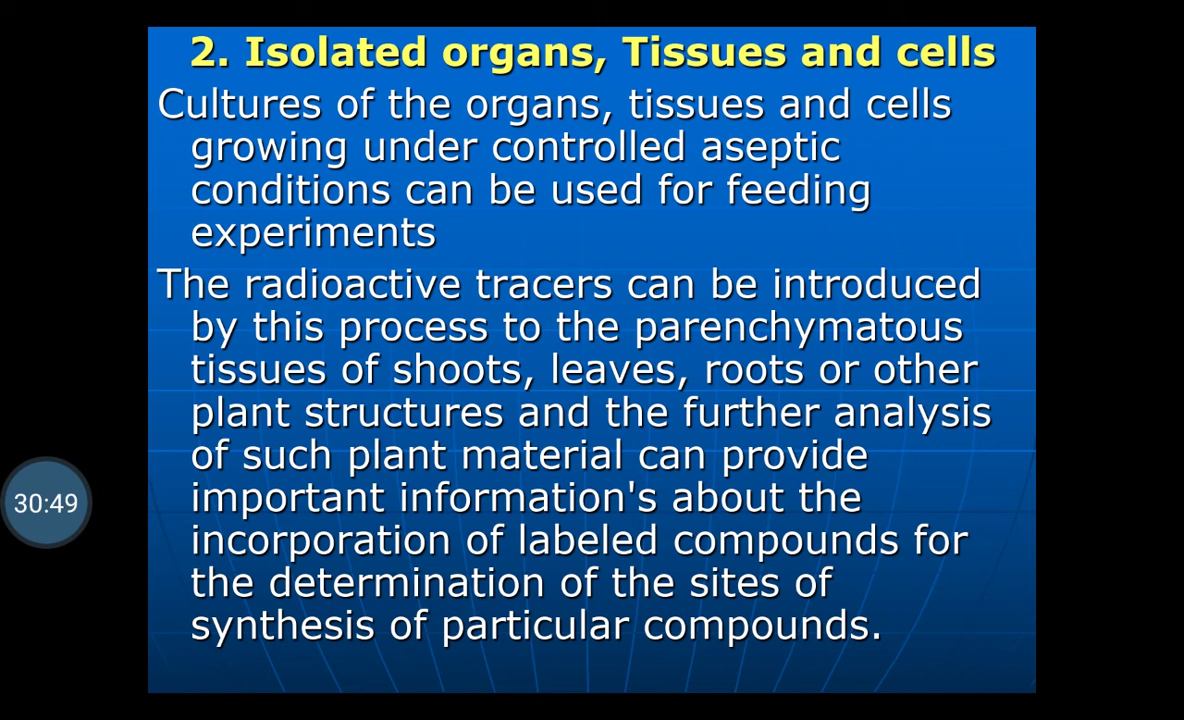 2. Isolated organs, Tissues and cells
Cultures of the organs, tissues and cells
growing under controlled aseptic
conditions can be used for feeding
experiments
The radioactive tracers can be introduced
by this process to the parenchymatous
tissues of shoots, leaves, roots or other
plant structures and the further analysis
of such plant material can provide
important information's about the
incorporation of labeled compounds for
the determination of the sites of
synthesis of particular compounds.
30:49